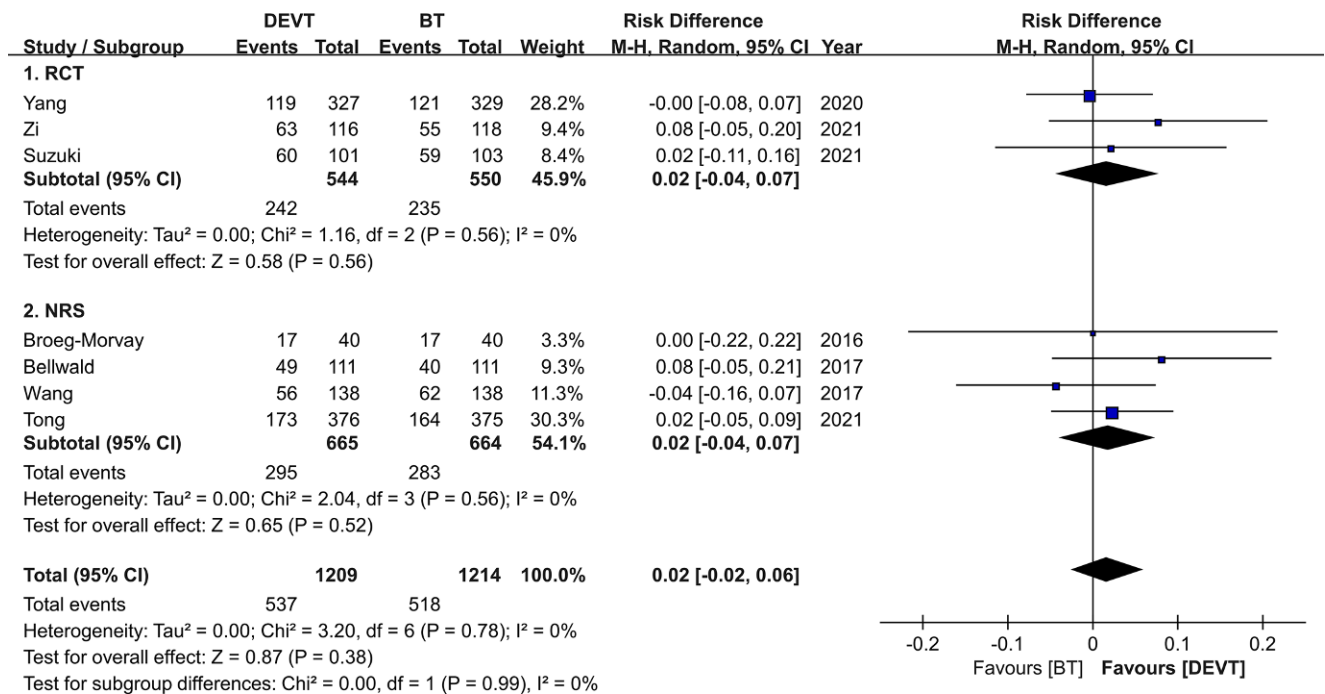 DEVT BT Risk Difference Risk Difference
Study / Subgroup Events Total Events Total Weight M-H, Random, 95% CI Year M-H, Random, 95% CI
1. RCT
Yang 119 327 121 329 28.2% -0.00 [-0.08, 0.07] 2020
Zi 63 116 55 118 9.4% 0.08 [-0.05, 0.20] 2021
Suzuki 60 101 59 103 8.4% 0.02 [-0.11, 0.16] 2021
Subtotal (95% CI) 544 550 45.9% 0.02 [-0.04, 0.07]
Total events 242 235
Heterogeneity: Tau² = 0.00; Chi² = 1.16, df = 2 (P = 0.56); I² = 0%
Test for overall effect: Z = 0.58 (P = 0.56)
2. NRS
Broeg-Morvay 17 40 17 40 3.3% 0.00 [-0.22, 0.22] 2016
Bellwald 49 111 40 111 9.3% 0.08 [-0.05, 0.21] 2017
Wang 56 138 62 138 11.3% -0.04 [-0.16, 0.07] 2017
Tong 173 376 164 375 30.3% 0.02 [-0.05, 0.09] 2021
Subtotal (95% CI) 665 664 54.1% 0.02 [-0.04, 0.07]
Total events 295 283
Heterogeneity: Tau² = 0.00; Chi² = 2.04, df = 3 (P = 0.56); I² = 0%
Test for overall effect: Z = 0.65 (P = 0.52)
Total (95% CI) 1209 1214 100.0% 0.02 [-0.02, 0.06]
Total events 537 518
Heterogeneity: Tau² = 0.00; Chi² = 3.20, df = 6 (P = 0.78); I² = 0%
Test for overall effect: Z = 0.87 (P = 0.38)
Test for subgroup differences: Chi² = 0.00, df = 1 (P = 0.99), I² = 0%
-0.2 -0.1 0 0.1 0.2
Favours [BT] Favours [DEVT]